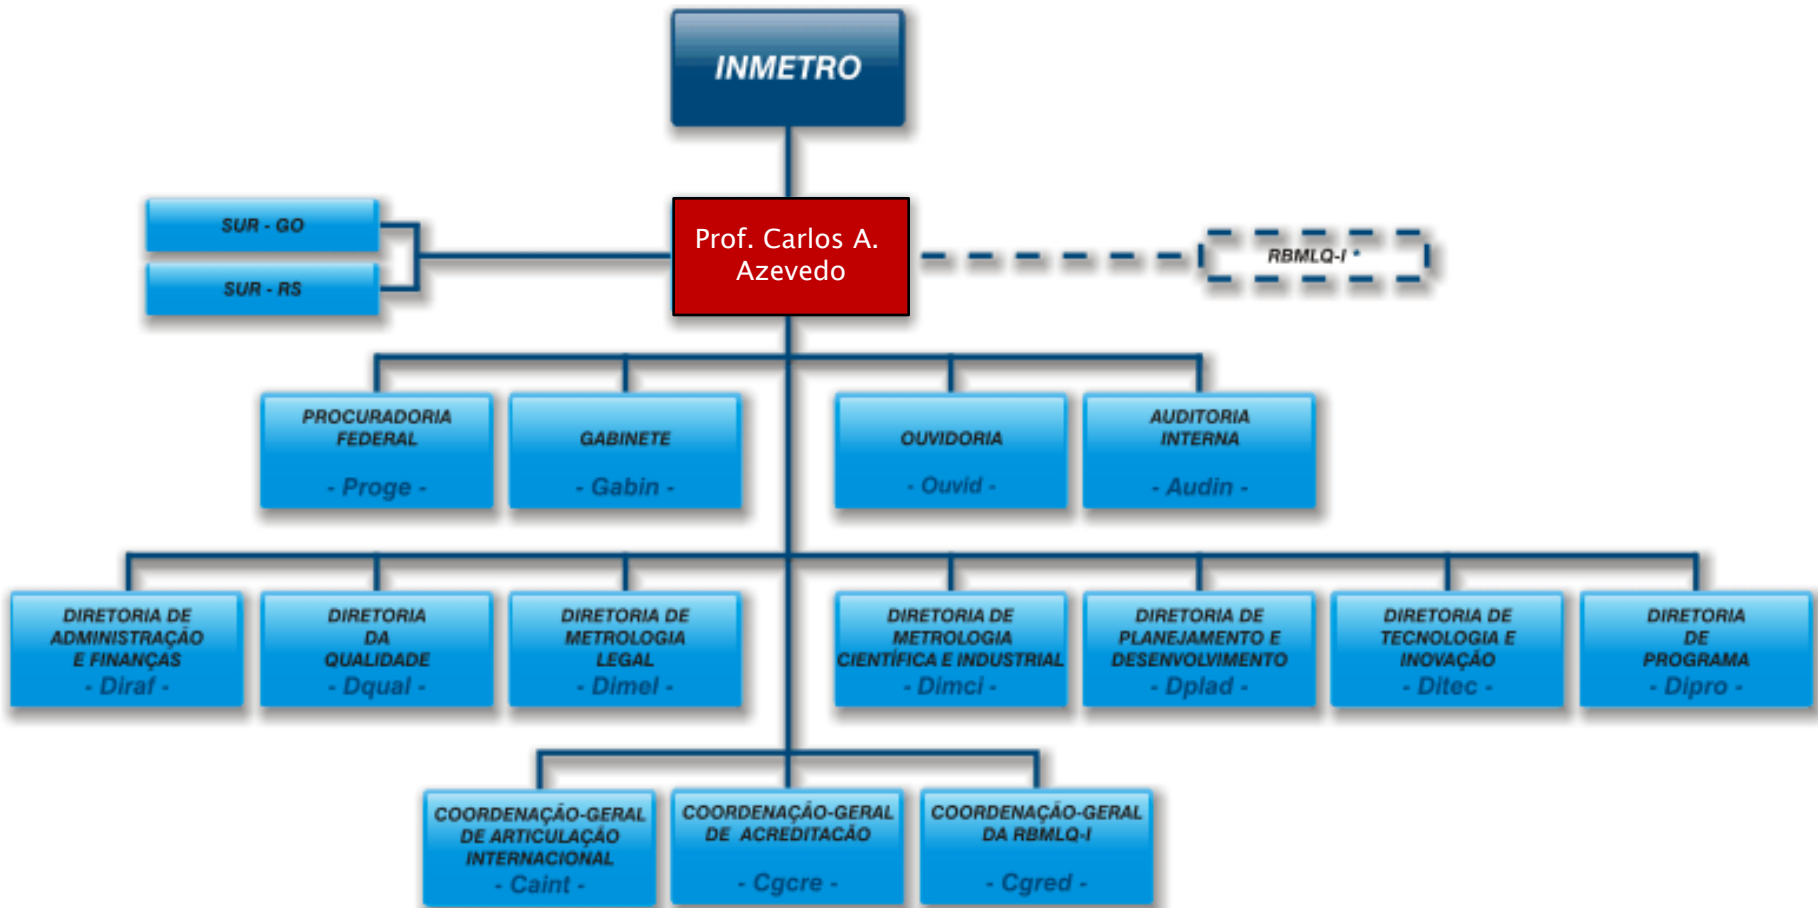 INMETRO
SUR - GO
SUR - RS
Prof. Carlos A.
Azevedo
RBMLQ-I *
PROCURADORIA
FEDERAL
- Proge -
GABINETE
- Gabin -
OUVIDORIA
- Ouvid -
AUDITORIA
INTERNA
- Audin -
DIRETORIA DE
ADMINISTRAÇÃO
E FINANÇAS
- Diraf -
DIRETORIA
DA
QUALIDADE
- Dqual -
DIRETORIA DE
METROLOGIA
LEGAL
- Dimel -
DIRETORIA DE
METROLOGIA
CIENTÍFICA E INDUSTRIAL
- Dimci -
DIRETORIA DE
PLANEJAMENTO E
DESENVOLVIMENTO
- Dplad -
DIRETORIA DE
TECNOLOGIA E
INOVAÇÃO
- Ditec -
DIRETORIA
DE
PROGRAMA
- Dipro -
COORDENAÇÃO-GERAL
DE ARTICULAÇÃO
INTERNACIONAL
- Caint -
COORDENAÇÃO-GERAL
DE ACREDITACÃO
- Cgcre -
COORDENAÇÃO-GERAL
DA RBMLQ-I
- Cgred -